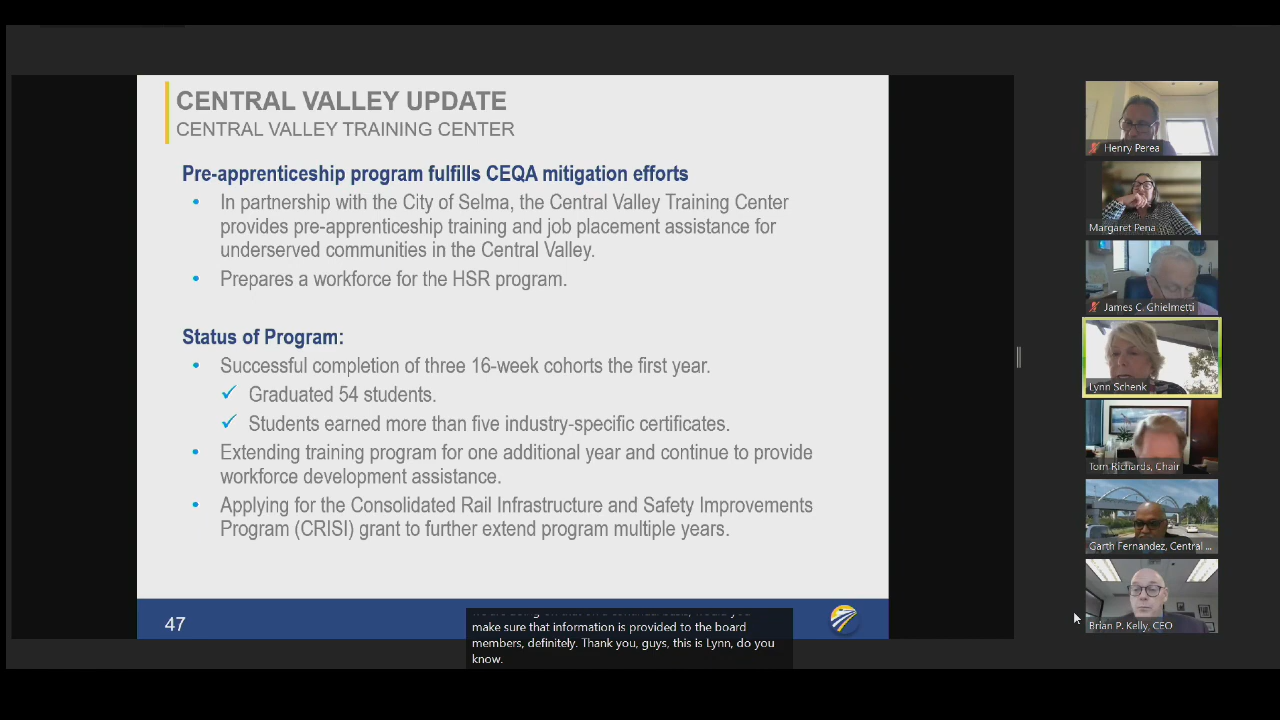 CENTRAL VALLEY UPDATE
CENTRAL VALLEY TRAINING CENTER
Pre-apprenticeship program fulfills CEQA mitigation efforts
• In partnership with the City of Selma, the Central Valley Training Center
provides pre-apprenticeship training and job placement assistance for
underserved communities in the Central Valley.
• Prepares a workforce for the HSR program.
Status of Program:
• Successful completion of three 16-week cohorts the first year.
✓ Graduated 54 students.
✓ Students earned more than five industry-specific certificates.
• Extending training program for one additional year and continue to provide
workforce development assistance.
• Applying for the Consolidated Rail Infrastructure and Safety Improvements
Program (CRISI) grant to further extend program multiple years.
47
make sure that information is provided to the board
members, definitely. Thank you, guys, this is Lynn, do you
know.
Henry Perea
Margaret Pena
James C. Ghielmetti
Lynn Schenk
Tom Richards, Chair
Garth Fernandez, Central ...
Brian P. Kelly, CEO